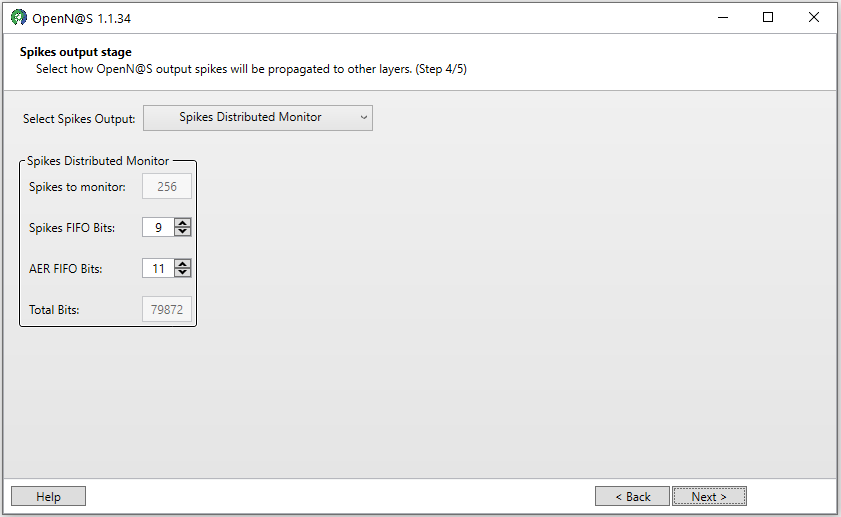 OpenN@S 1.1.34
Spikes output stage
Select how OpenN@S output spikes will be propagated to other layers. (Step 4/5)
Select Spikes Output: Spikes Distributed Monitor
Spikes Distributed Monitor
Spikes to monitor: 256
Spikes FIFO Bits: 9
AER FIFO Bits: 11
Total Bits: 79872
Help < Back Next >